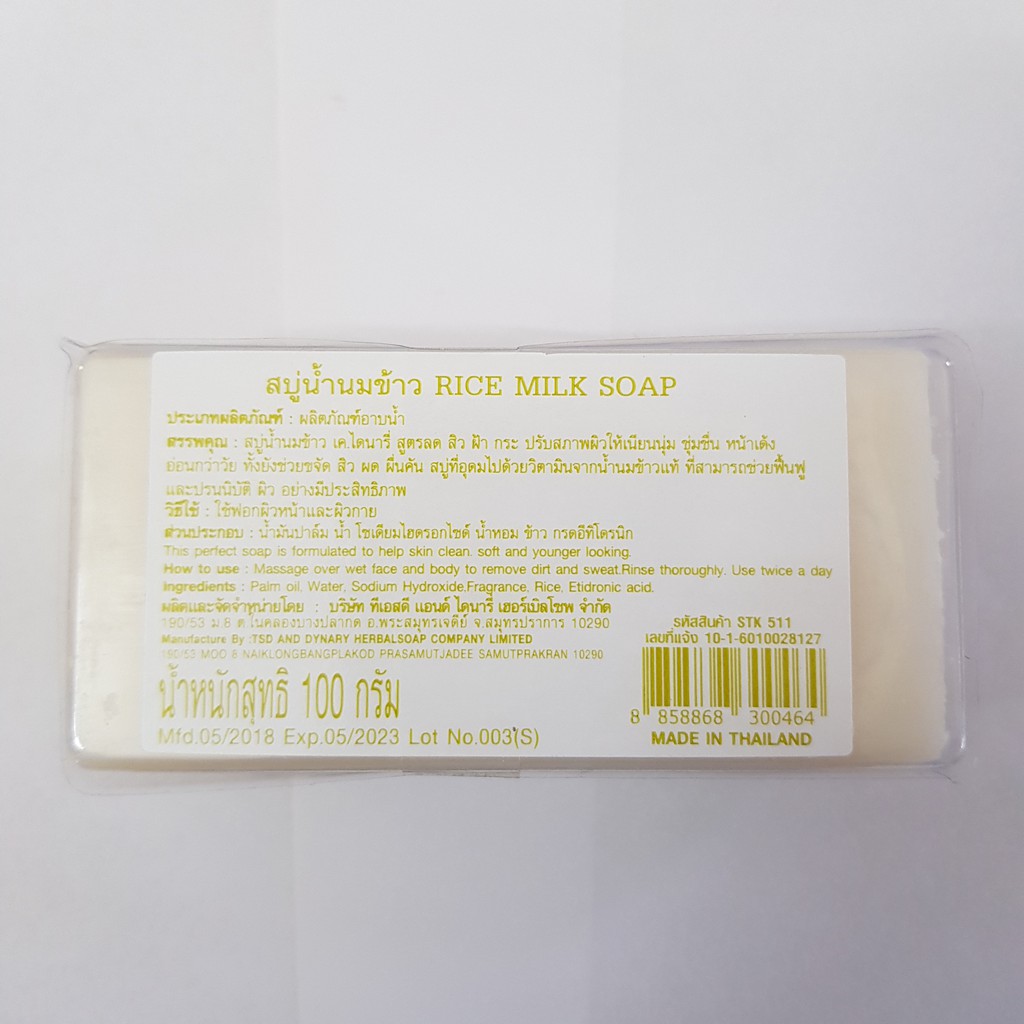 สบู่น้ำนมข้าว RICE MILK SOAP
ประเภทผลิตภัณฑ์ : ผลิตภัณฑ์อาบน้ำ
สรรพคุณ : สบู่น้ำนมข้าว เค.ไดนารี่ สูตรลด สิว ฝ้า กระ ปรับสภาพผิวให้เนียนนุ่ม ชุ่มชื่น หน้าเด้ง
อ่อนกว่าวัย ทั้งยังช่วยขจัด สิว ผด ผื่นคัน สบู่ที่อุดมไปด้วยวิตามินจากน้ำนมข้าวแท้ ที่สามารถช่วยฟื้นฟู
และปรนนิบัติ ผิว อย่างมีประสิทธิภาพ
วิธีใช้ : ใช้ฟอกผิวหน้าและผิวกาย
ส่วนประกอบ : น้ำมันปาล์ม น้ำ โซเดียมไฮดรอกไซด์ น้ำหอม ข้าว กรดอีทิโดรนิก
This perfect soap is formulated to help skin clean. soft and younger looking.
How to use : Massage over wet face and body to remove dirt and sweat.Rinse thoroughly. Use twice a day
Ingredients : Palm oil, Water, Sodium Hydroxide,Fragrance, Rice, Etidronic acid.
ผลิตและจัดจำหน่ายโดย : บริษัท ทีเอสดี แอนด์ ไดนารี่ เฮอร์เบิลโซพ จำกัด
190/53 ม.8 ต.ในคลองบางปลากด อ.พระสมุทรเจดีย์ จ.สมุทรปราการ 10290
Manufacture By :TSD AND DYNARY HERBALSOAP COMPANY LIMITED
190/53 MOO 8 NAIKLONGBANGPLAKOD PRASAMUTJADEE SAMUTPRAKRAN 10290
น้ำหนักสุทธิ 100 กรัม
Mfd.05/2018 Exp.05/2023 Lot No.003(S)
รหัสสินค้า STK 511
เลขที่แจ้ง 10-1-6010028127
8 858868 300464
MADE IN THAILAND